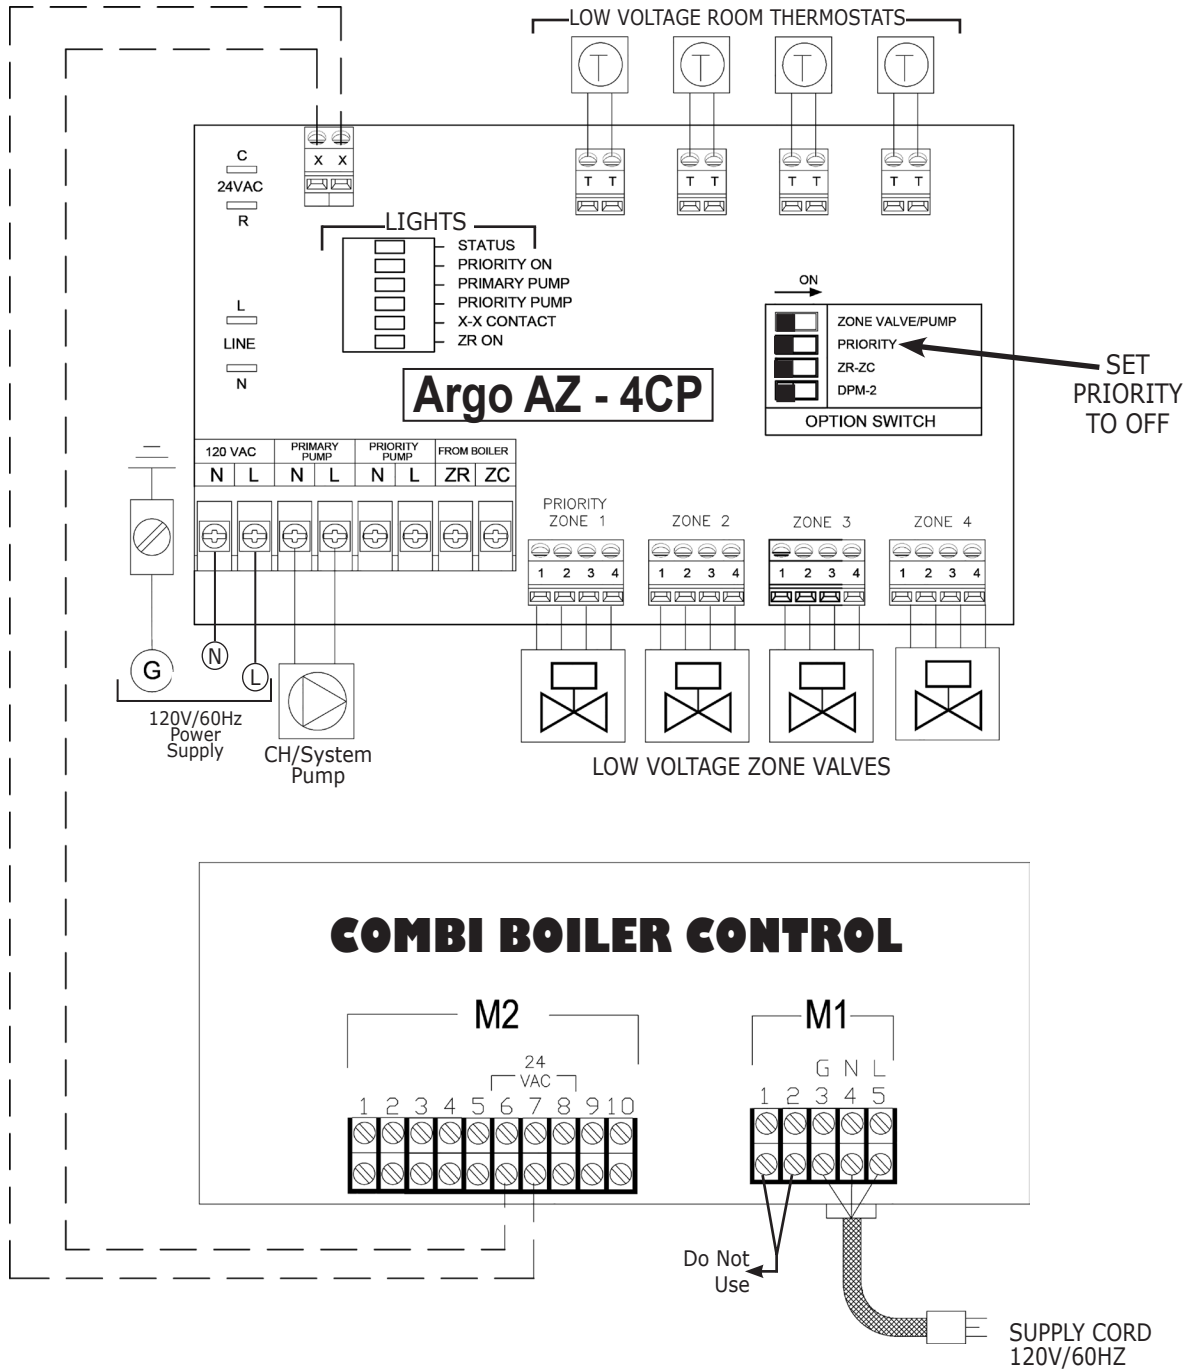 LOW VOLTAGE ROOM THERMOSTATS
T T T T
C
24VAC
R
X X
T T
T T
T T
T T
LIGHTS
STATUS
PRIORITY ON
PRIMARY PUMP
PRIORITY PUMP
X-X CONTACT
ZR ON
L
LINE
N
ON
ZONE VALVE/PUMP
PRIORITY
ZR-ZC
DPM-2
OPTION SWITCH
SET
PRIORITY
TO OFF
Argo AZ - 4CP
120 VAC
N L
PRIMARY
PUMP
N L
PRIORITY
PUMP
N L
FROM BOILER
ZR ZC
PRIORITY
ZONE 1
1 2 3 4
ZONE 2
1 2 3 4
ZONE 3
1 2 3 4
ZONE 4
1 2 3 4
G
N
L
120V/60Hz
Power
Supply
CH/System
Pump
LOW VOLTAGE ZONE VALVES
COMBI BOILER CONTROL
M2
24
VAC
1 2 3 4 5 6 7 8 9 10
M1
G N L
1 2 3 4 5
Do Not
Use
SUPPLY CORD
120V/60HZ